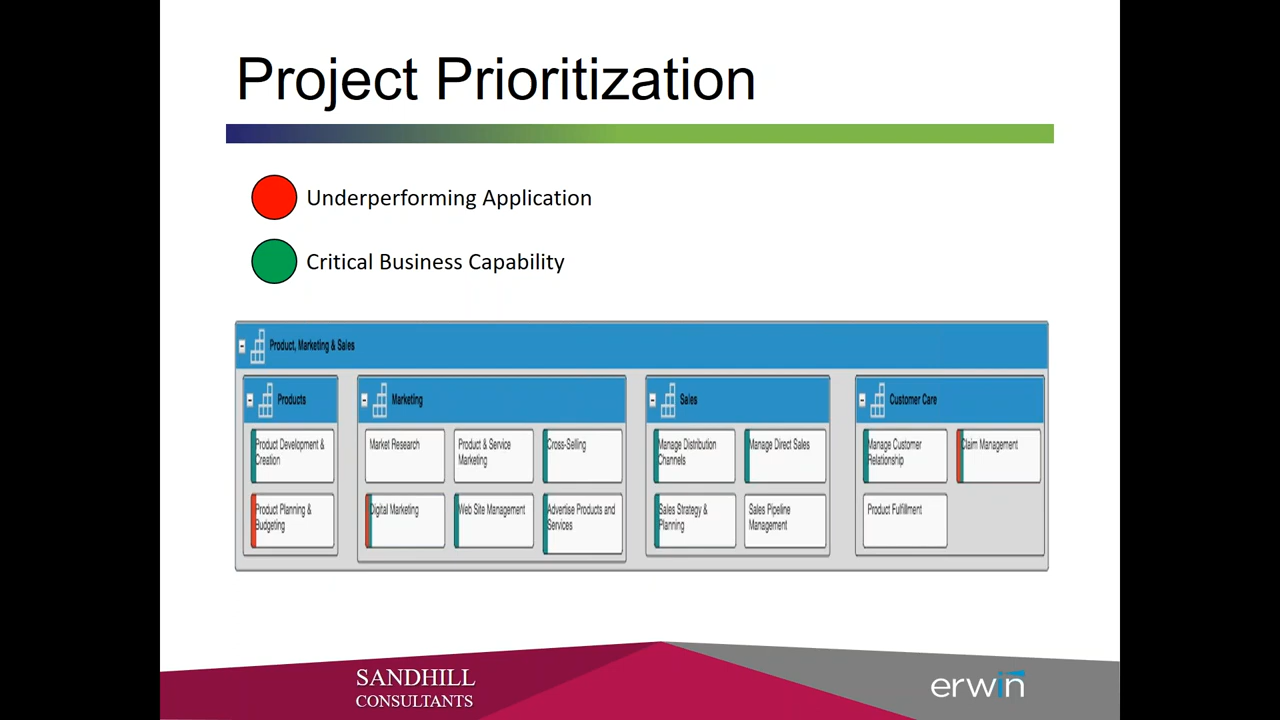 Project Prioritization
Underperforming Application
Critical Business Capability
Product, Marketing & Sales
Products
Product Development &
Creation
Product Planning &
Budgeting
Marketing
Market Research
Product & Service
Marketing
Cross-Selling
Digital Marketing
Web Site Management
Advertise Products and
Services
Sales
Manage Distribution
Channels
Manage Direct Sales
Sales Strategy &
Planning
Sales Pipeline
Management
Customer Care
Manage Customer
Relationship
Claim Management
Product Fulfillment
SANDHILL
CONSULTANTS
erwin